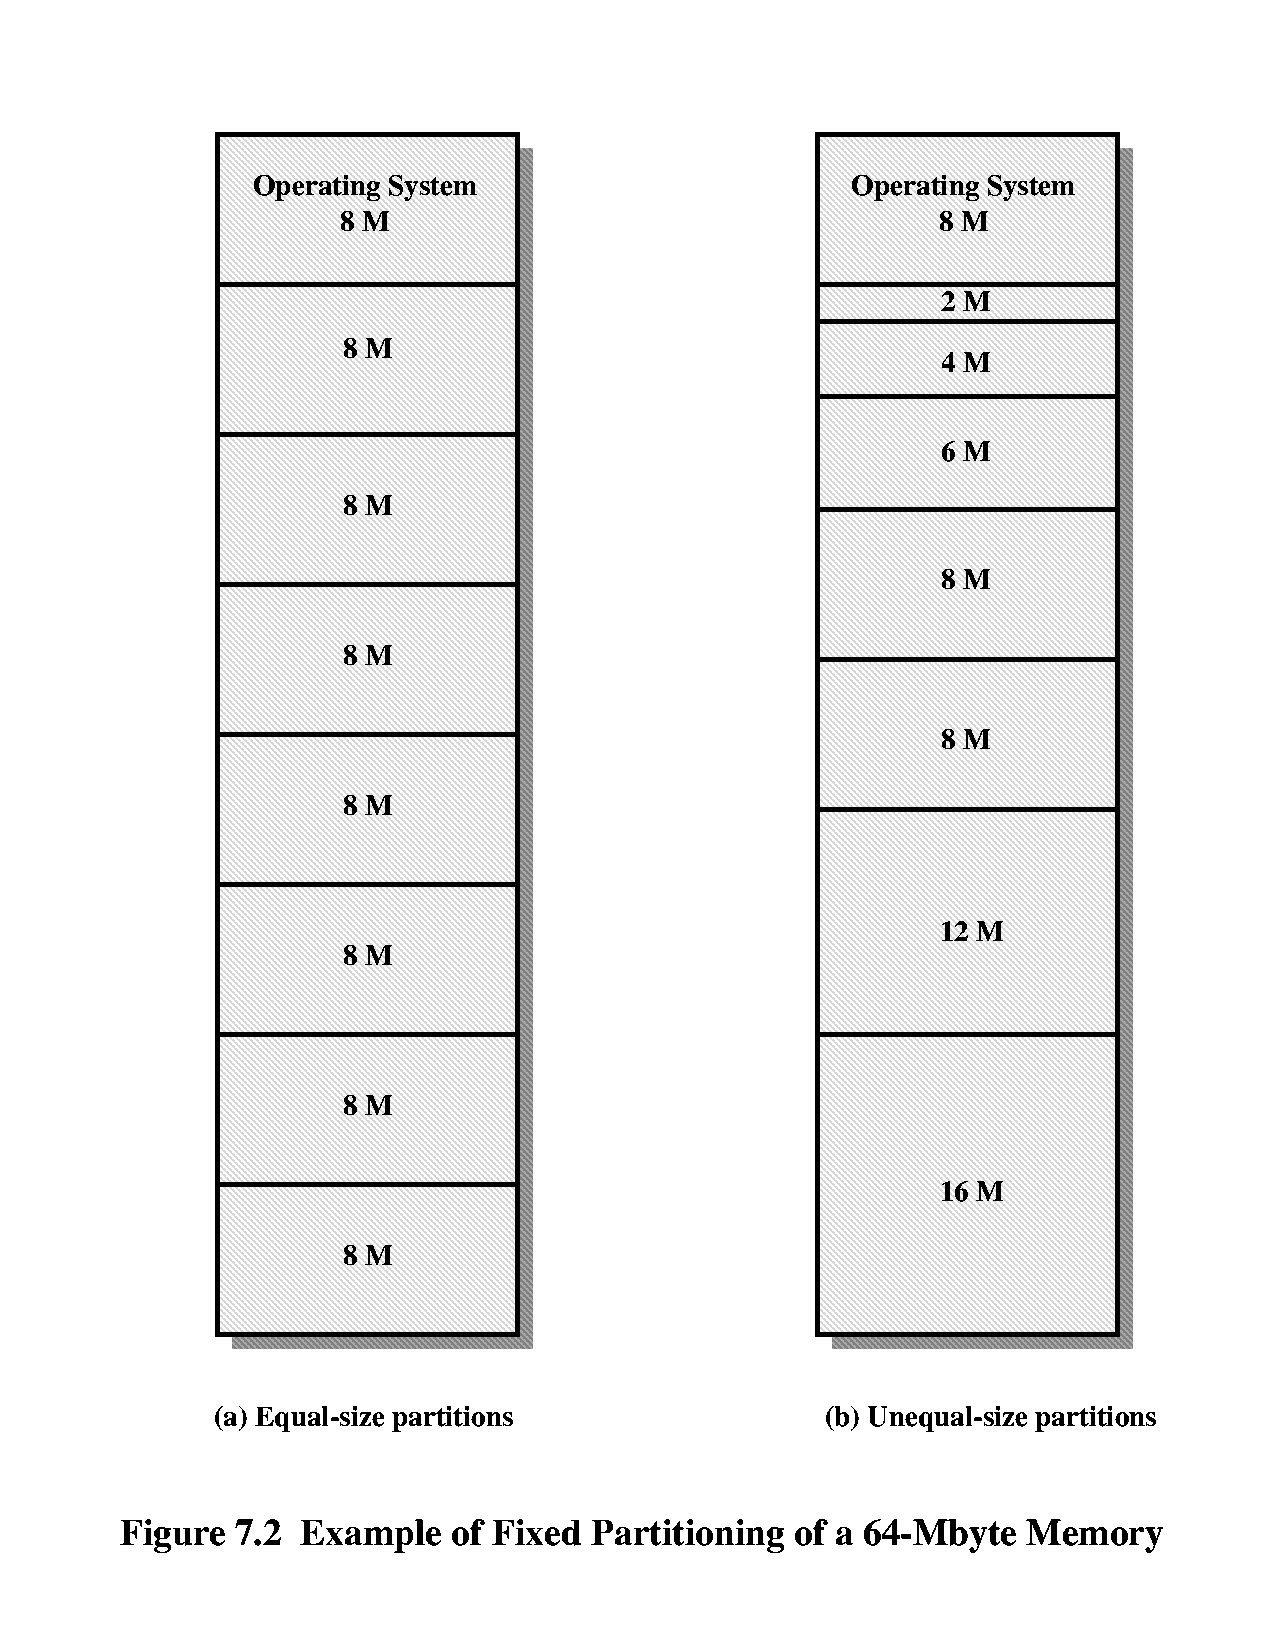 Operating System
8 M
8 M
8 M
8 M
8 M
8 M
8 M
8 M
(a) Equal-size partitions
Operating System
8 M
2 M
4 M
6 M
8 M
8 M
12 M
16 M
(b) Unequal-size partitions
Figure 7.2 Example of Fixed Partitioning of a 64-Mbyte Memory